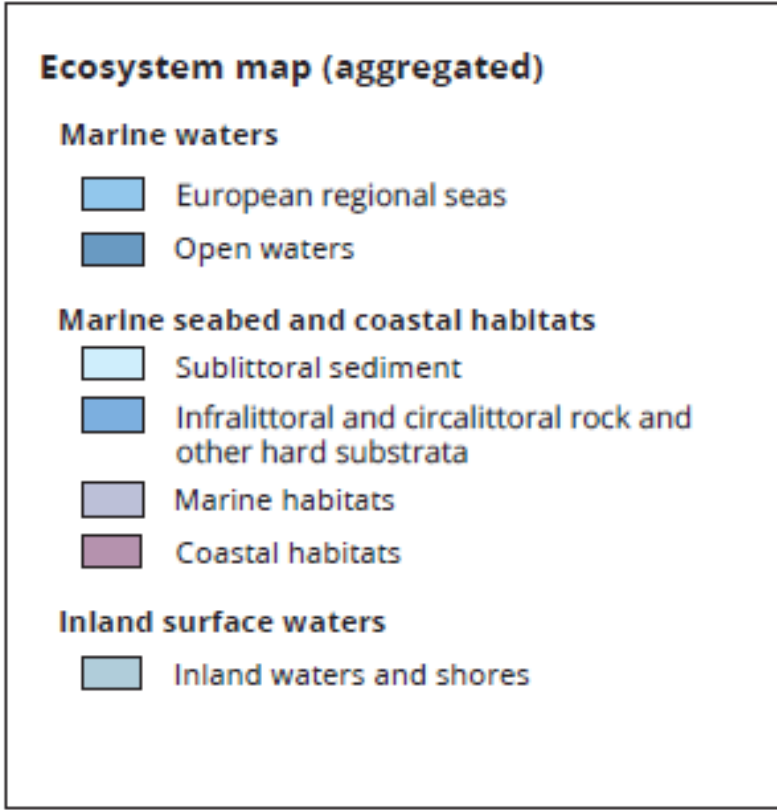 Ecosystem map (aggregated)
Marine waters
European regional seas
Open waters
Marine seabed and coastal habitats
Sublittoral sediment
Infralittoral and circalittoral rock and
other hard substrata
Marine habitats
Coastal habitats
Inland surface waters
Inland waters and shores